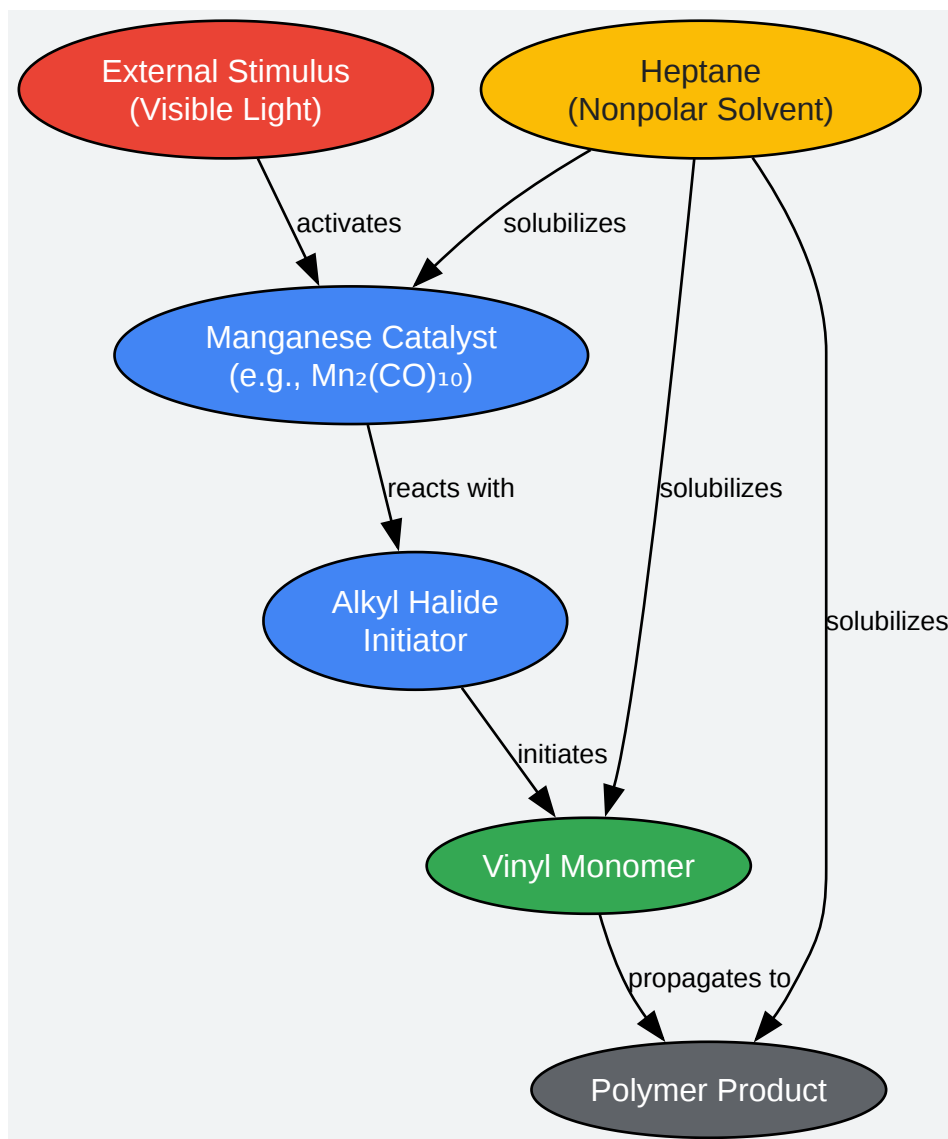 External Stimulus
(Visible Light)
Heptane
(Nonpolar Solvent)
activates
solubilizes
Manganese Catalyst
(e.g., Mn₂(CO)₁₀)
reacts with
solubilizes
Alkyl Halide
Initiator
solubilizes
initiates
Vinyl Monomer
propagates to
Polymer Product